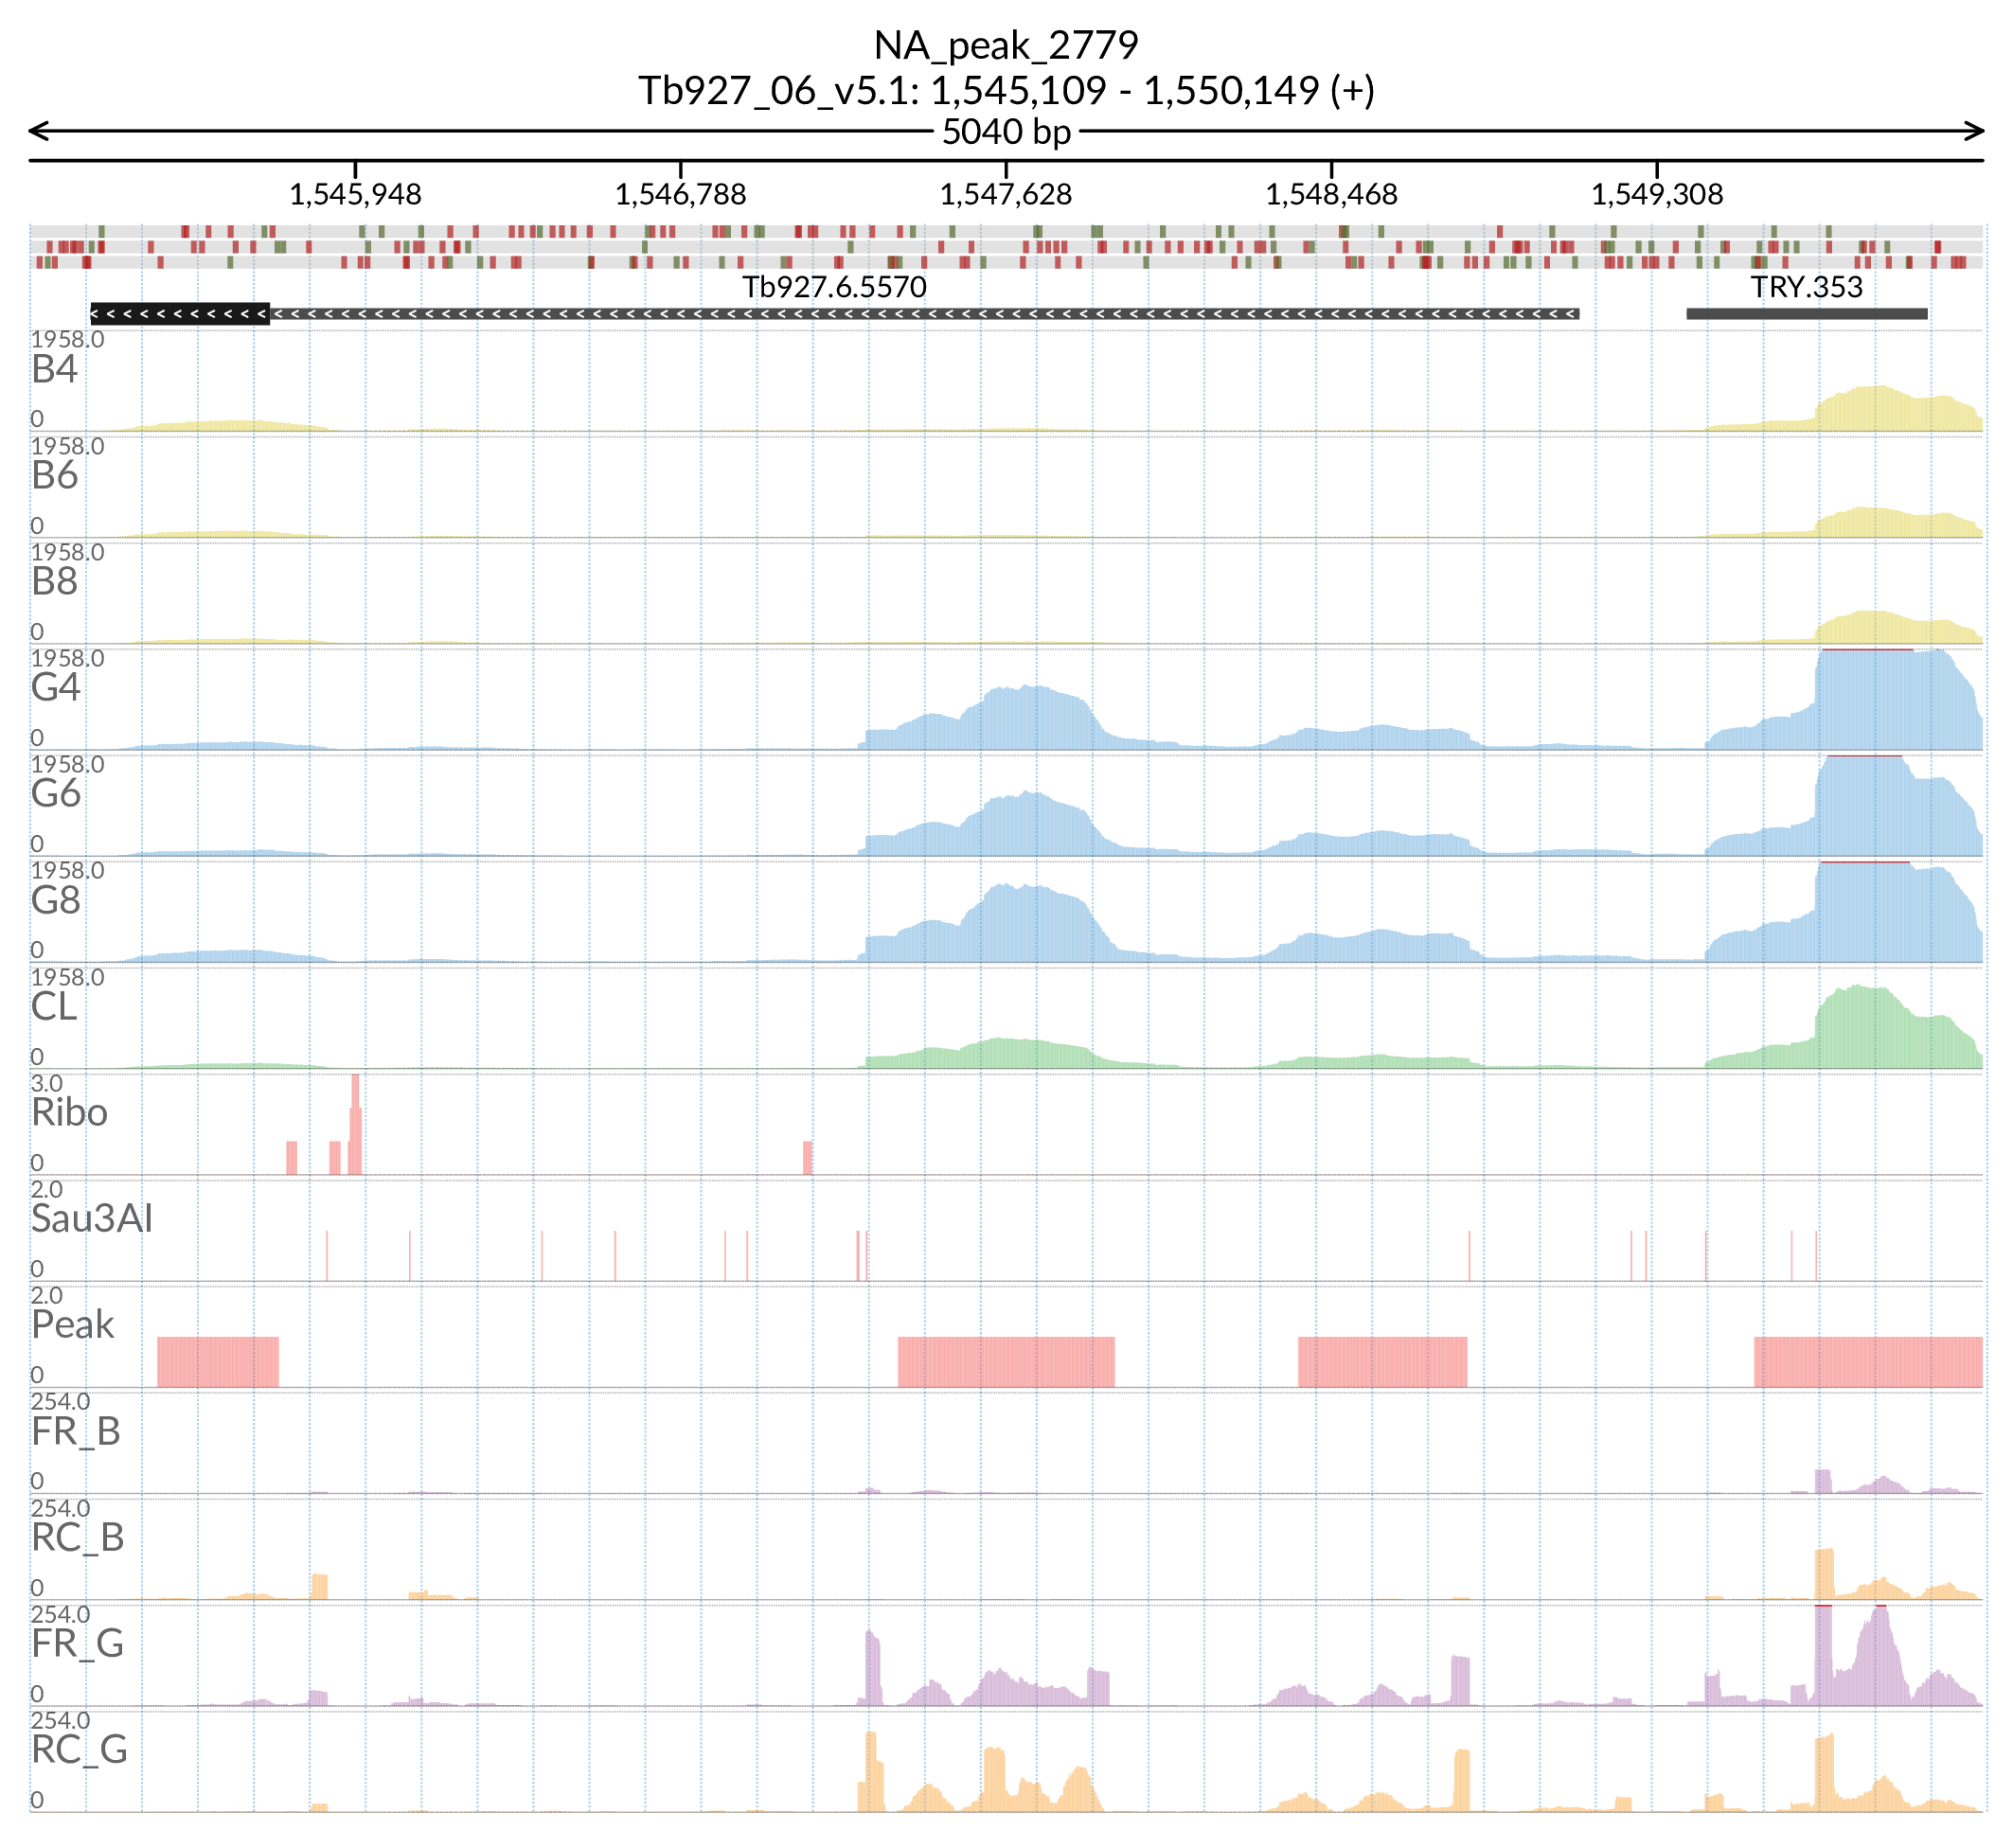 NA_peak_2779
Tb927_06_v5.1: 1,545,109 - 1,550,149 (+)
5040 bp
1,545,948 1,546,788 1,547,628 1,548,468 1,549,308
Tb927.6.5570 TRY.353
1958.0
B4
0
1958.0
B6
0
1958.0
B8
0
1958.0
G4
0
1958.0
G6
0
1958.0
G8
0
1958.0
CL
0
3.0
Ribo
0
2.0
Sau3AI
0
2.0
Peak
0
254.0
FR_B
0
254.0
RC_B
0
254.0
FR_G
0
254.0
RC_G
0